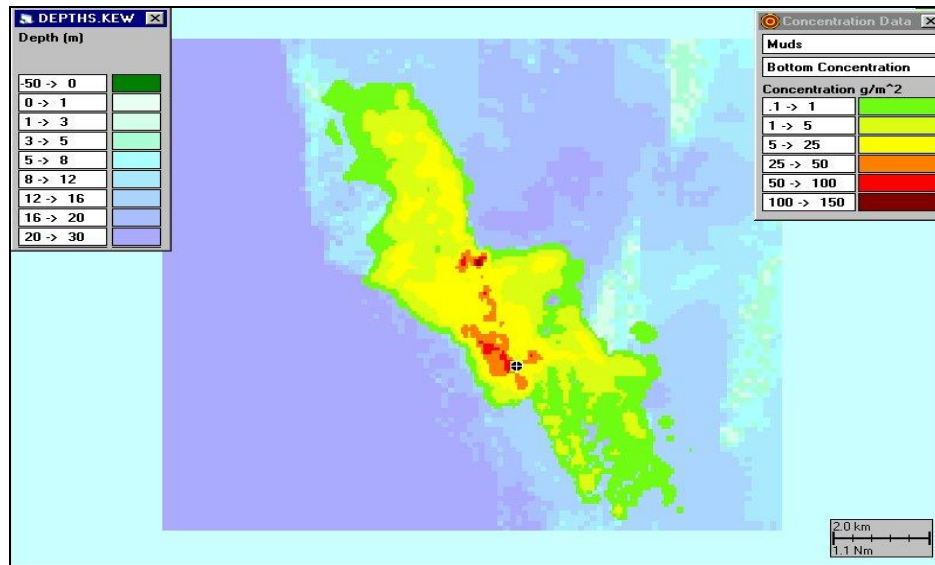 DEPTHS.KEW
Depth (m)
-50 -> 0
0 -> 1
1 -> 3
3 -> 5
5 -> 8
8 -> 12
12 -> 16
16 -> 20
20 -> 30
Concentration Data
Muds
Bottom Concentration
Concentration g/m^2
.1 -> 1
1 -> 5
5 -> 25
25 -> 50
50 -> 100
100 -> 150
2.0 km
1.1 Nm